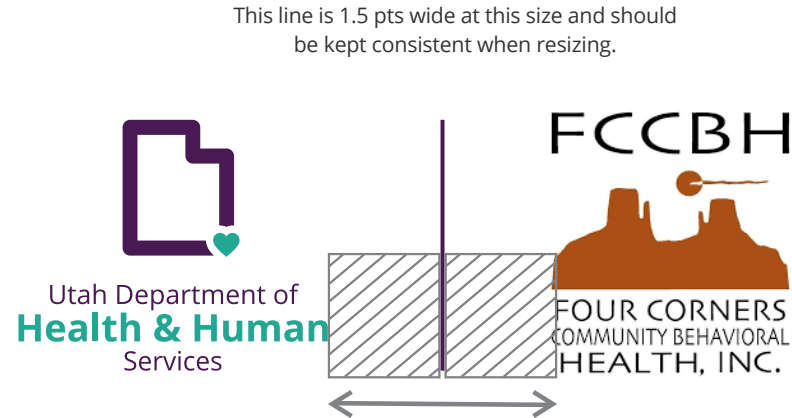 This line is 1.5 pts wide at this size and should
be kept consistent when resizing.
Utah Department of
Health & Human
Services
FCCBH
FOUR CORNERS
COMMUNITY BEHAVIORAL
HEALTH, INC.